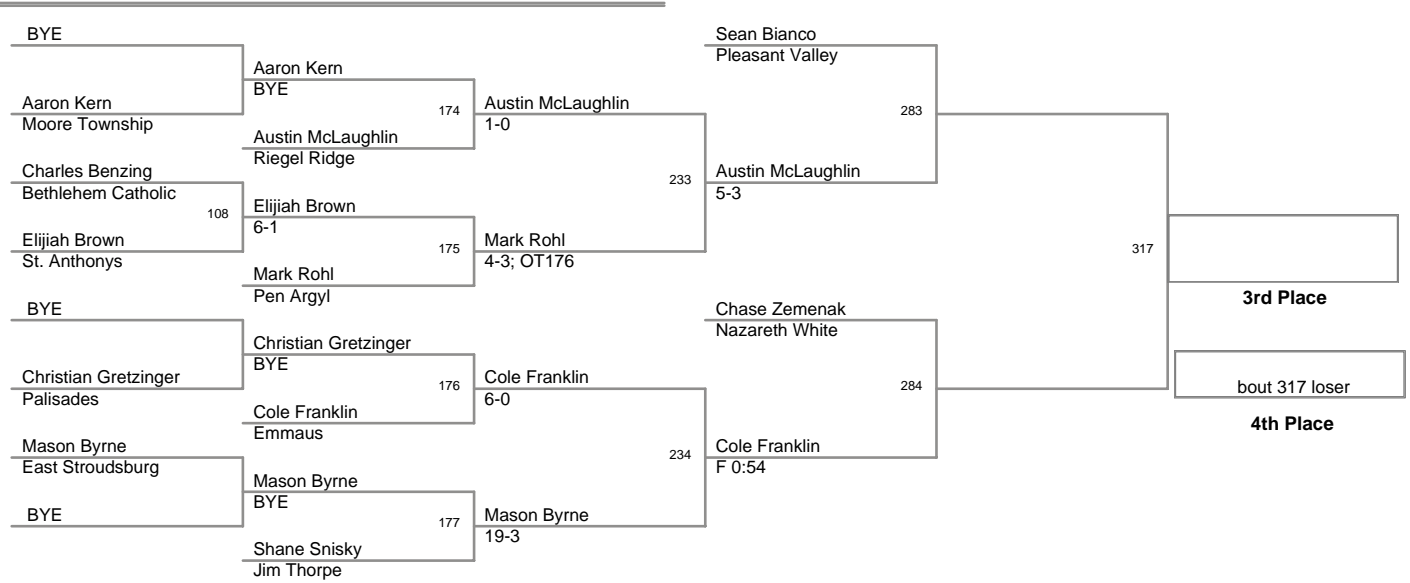 BYE
Aaron Kern
Moore Township
Charles Benzing
Bethlehem Catholic
108
Elijiah Brown
St. Anthonys
BYE
Christian Gretzinger
Palisades
Mason Byrne
East Stroudsburg
BYE
Aaron Kern
BYE
174
Austin McLaughlin
Riegel Ridge
Elijiah Brown
6-1
175
Mark Rohl
Pen Argyl
Christian Gretzinger
BYE
176
Cole Franklin
Emmaus
Mason Byrne
BYE
177
Shane Snisky
Jim Thorpe
Austin McLaughlin
1-0
233
Mark Rohl
4-3; OT176
Cole Franklin
6-0
234
Mason Byrne
19-3
Sean Bianco
Pleasant Valley
283
Austin McLaughlin
5-3
Chase Zemenak
Nazareth White
284
Cole Franklin
F 0:54
317
3rd Place
bout 317 loser
4th Place